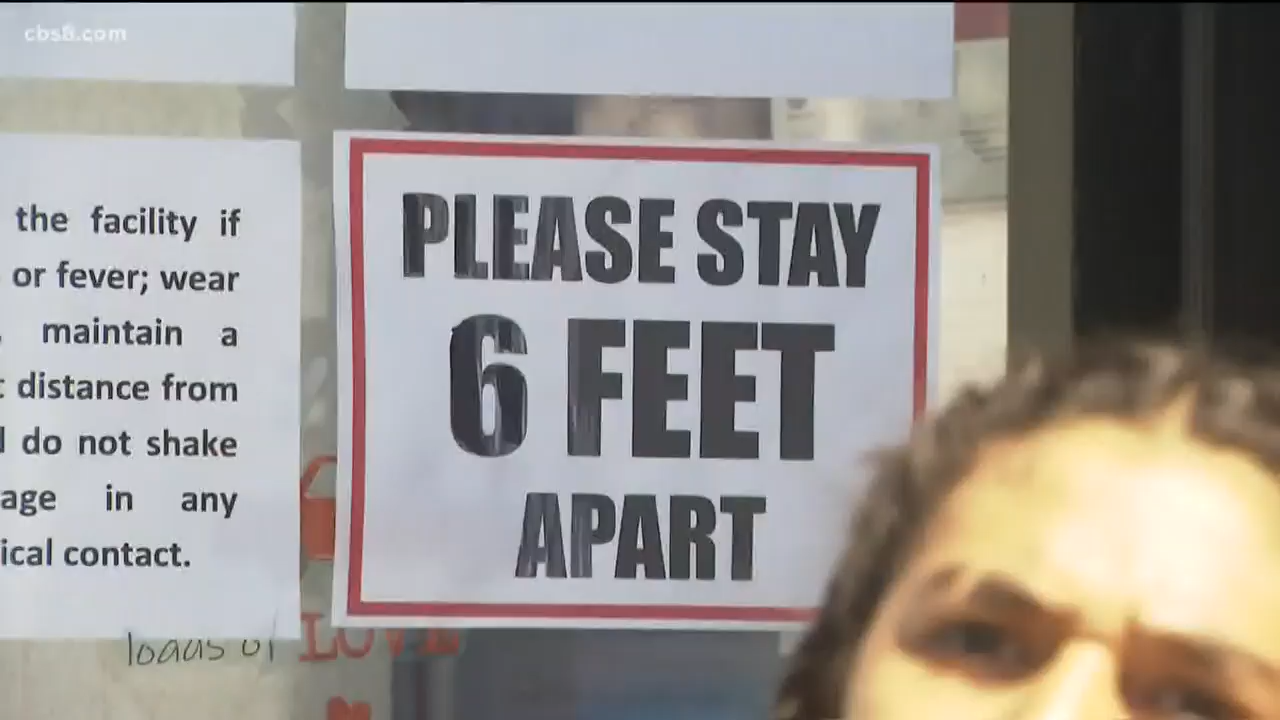 cbs8.com
the facility if
or fever; wear
maintain a
distance from
do not shake
age in any
ical contact.
PLEASE STAY
6 FEET
APART
loads of LOVE